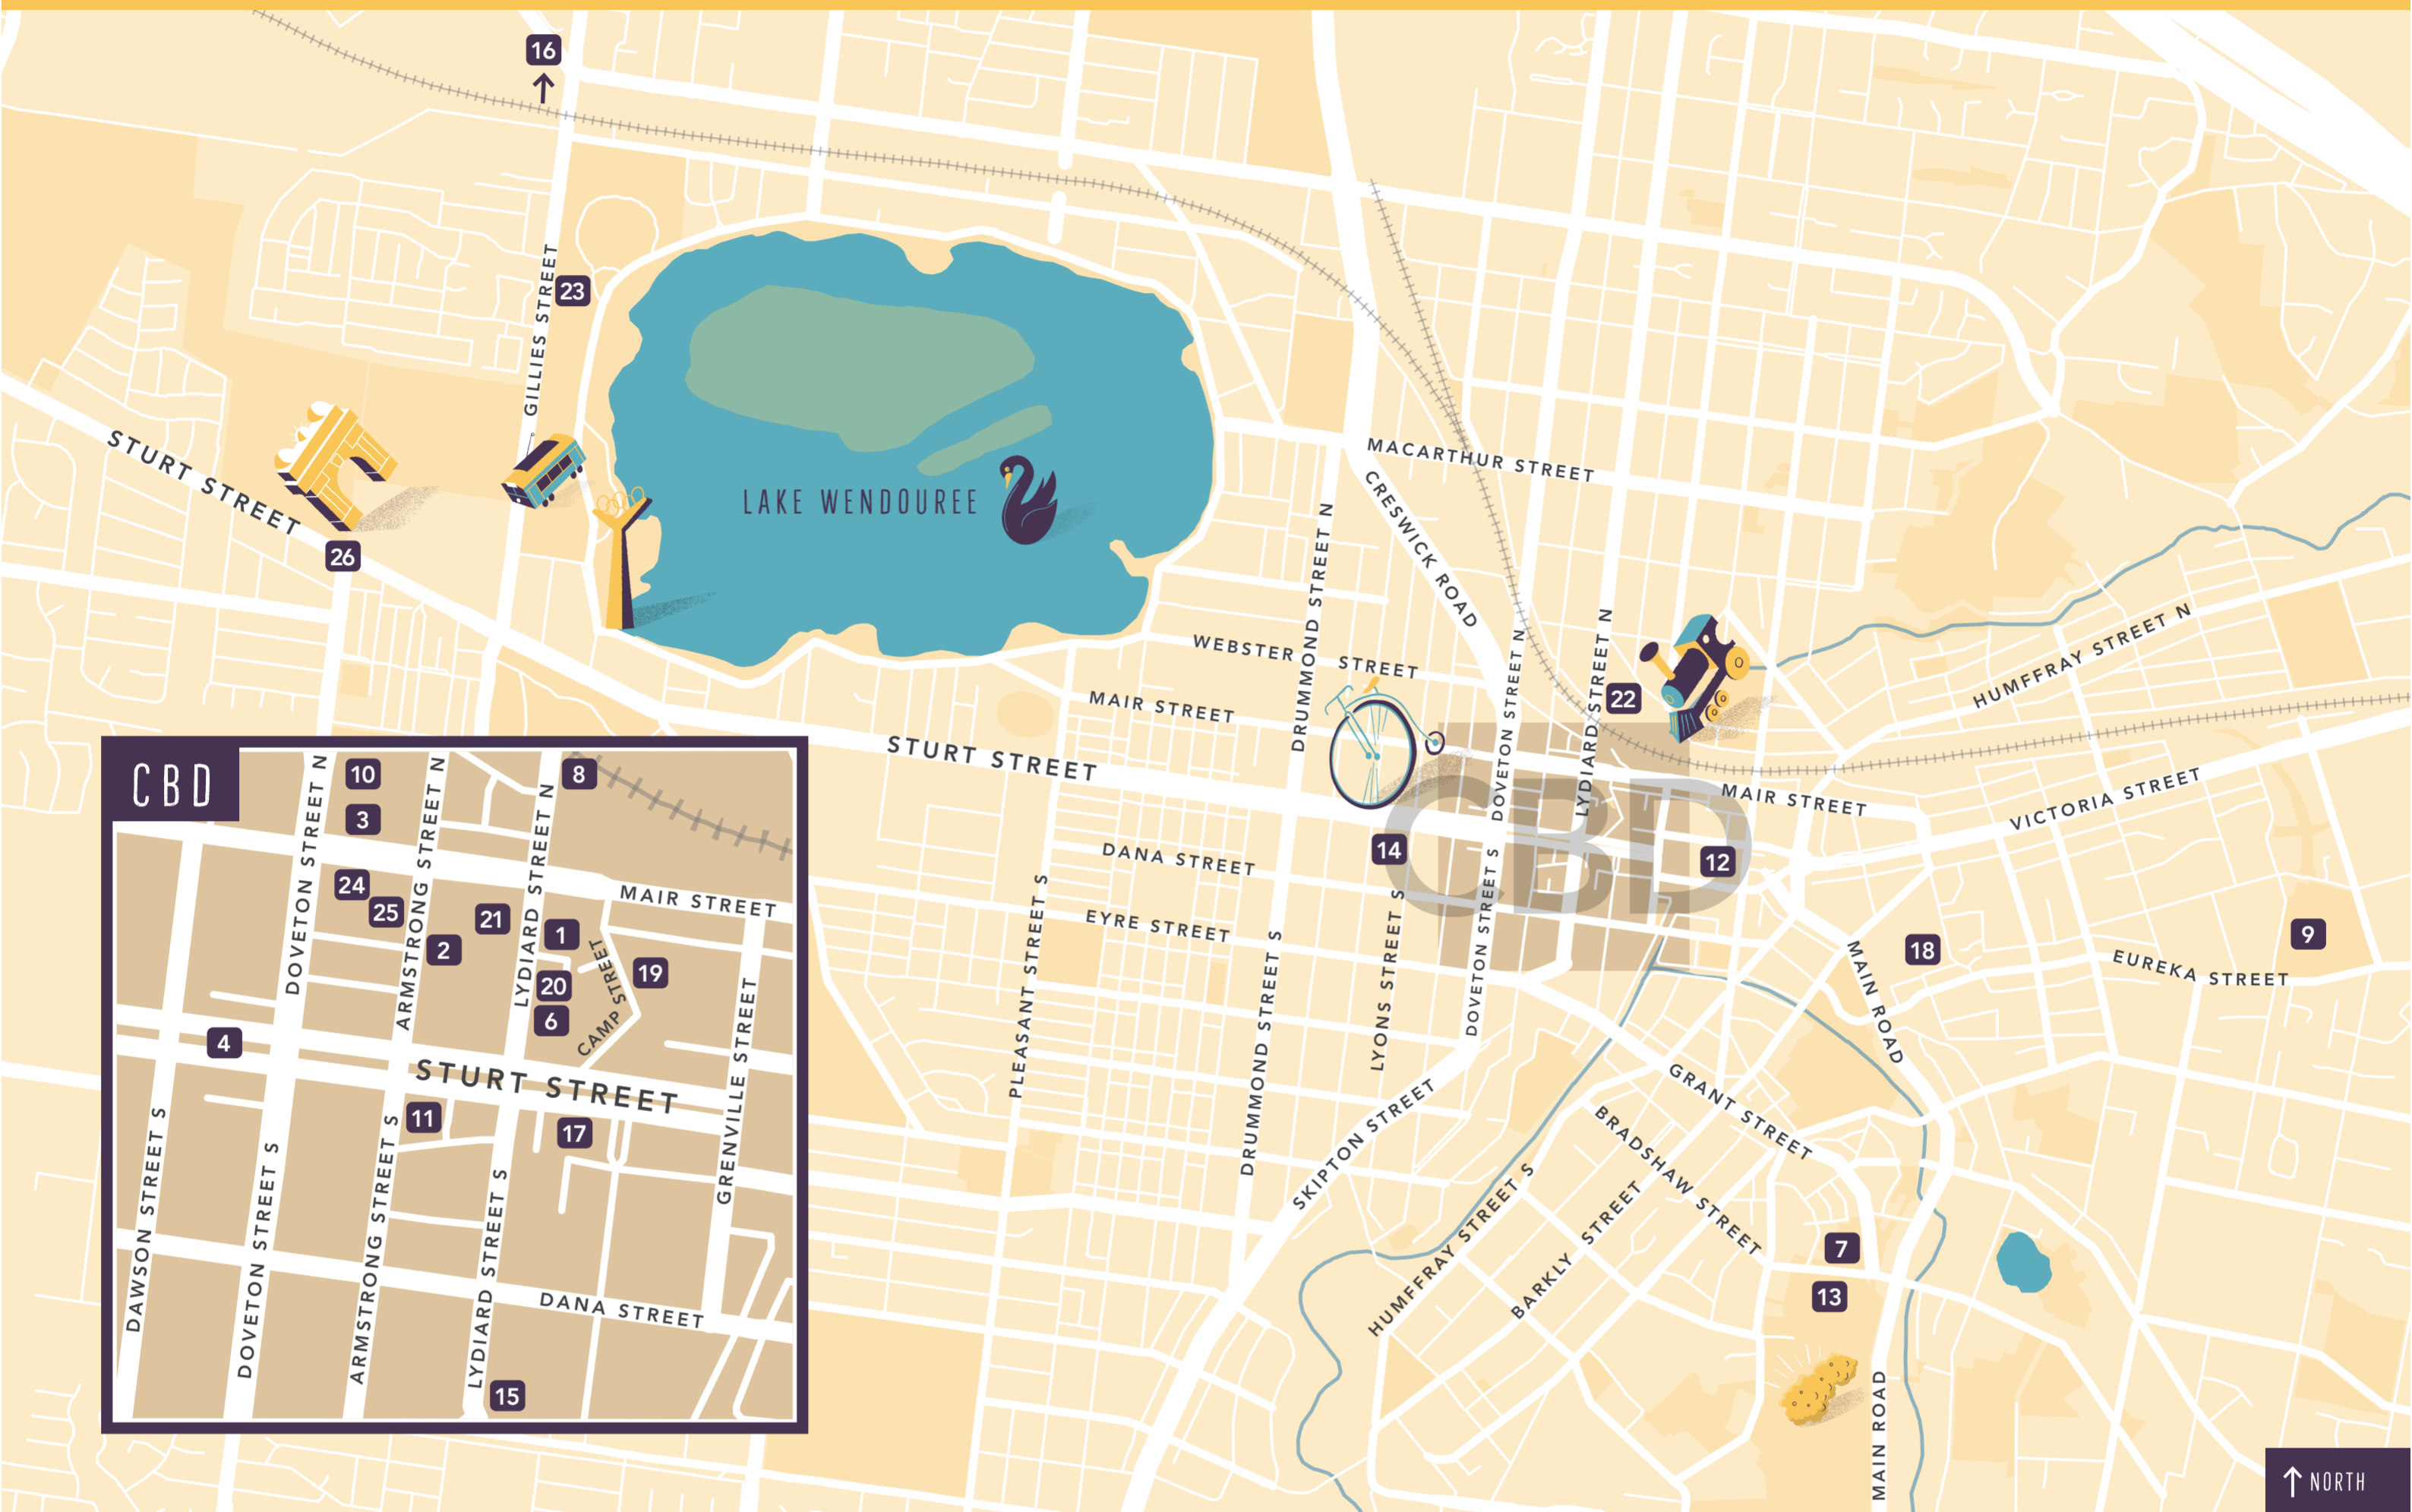 16
23
GILLIES STREET
STURT STREET
26
LAKE WENDOUREE
MACARTHUR STREET
CRESWICK ROAD
DRUMMOND STREET N
WEBSTER STREET
MAIR STREET
STURT STREET
DOVETON STREET N
LYDIARD STREET N
22
HUMFFRAY STREET N
MAIR STREET
VICTORIA STREET
CBD
14
12
DANA STREET
EYRE STREET
PLEASANT STREET S
DRUMMOND STREET S
LYONS STREET S
DOVETON STREET S
18
9
MAIN ROAD
EUREKA STREET
GRANT STREET
SKIPTON STREET
BRADSHAW STREET
HUMFFRAY STREET S
BARKLY STREET
7
13
MAIN ROAD
NORTH
CBD
10
8
3
DOVETON STREET N
ARMSTRONG STREET N
LYDIARD STREET N
MAIR STREET
24
25
21
1
2
19
20
6
CAMP STREET
4
STURT STREET
GRENVILLE STREET
11
17
DAWSON STREET S
DOVETON STREET S
ARMSTRONG STREET S
LYDIARD STREET S
DANA STREET
15